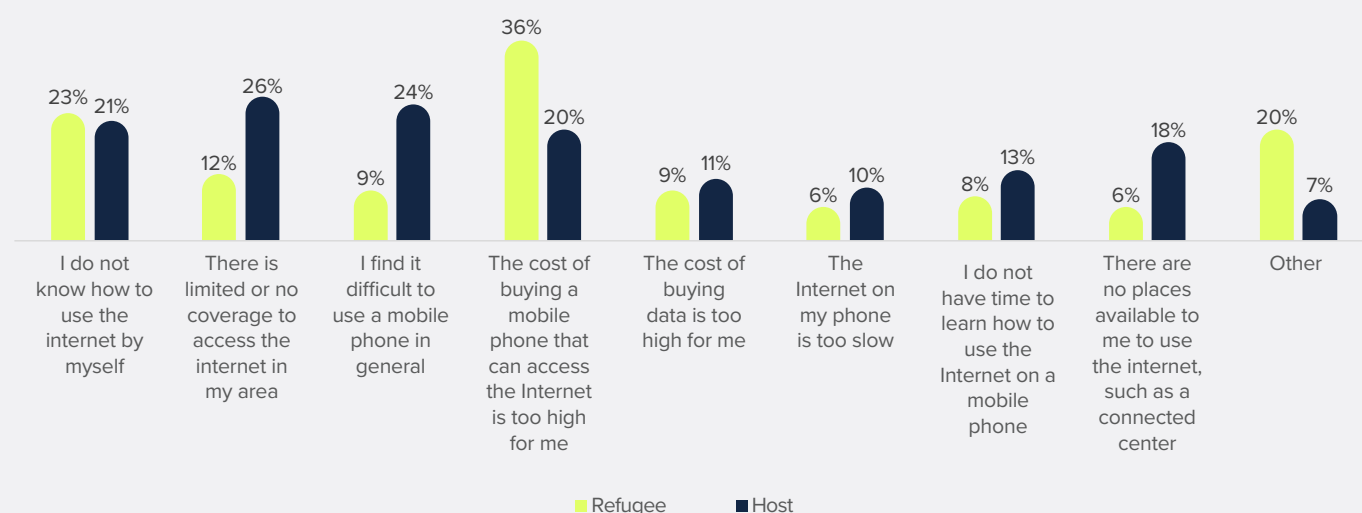 36%
23%
21%
12%
26%
9%
24%
20%
9%
11%
6%
10%
8%
13%
6%
18%
20%
7%
I do not
know how to
use the
internet by
myself
There is
limited or no
coverage to
access the
internet in
my area
I find it
difficult to
use a mobile
phone in
general
The cost of
buying a
mobile
phone that
can access
the Internet
is too high
for me
The cost of
buying
data is too
high for me
The
Internet on
my phone
is too slow
I do not
have time to
learn how to
use the
Internet on a
mobile
phone
There are
no places
available to
me to use
the internet,
such as a
connected
center
Other
Refugee
Host